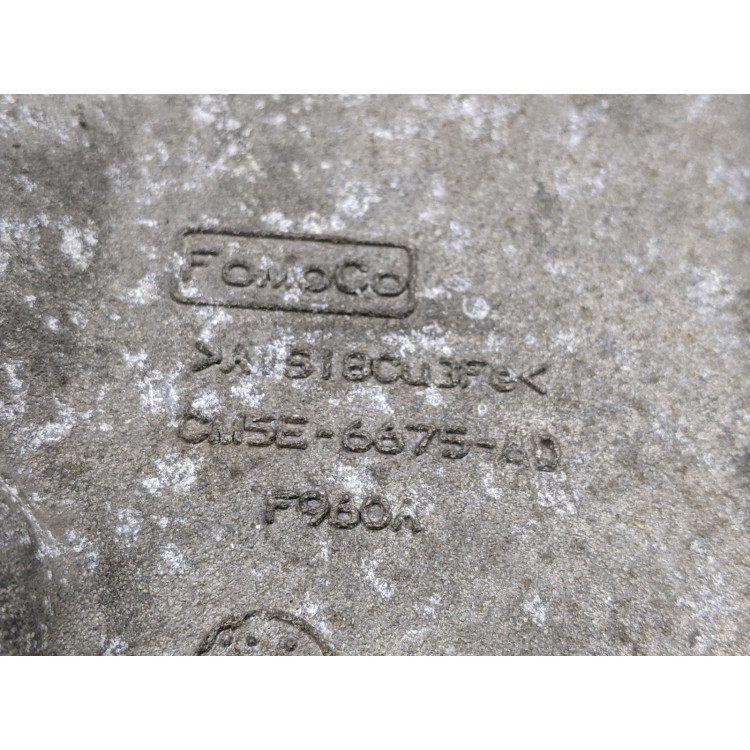 FoMoCo
>AlSi8Cu3Fe<
CM5E-6675-AD
F960A